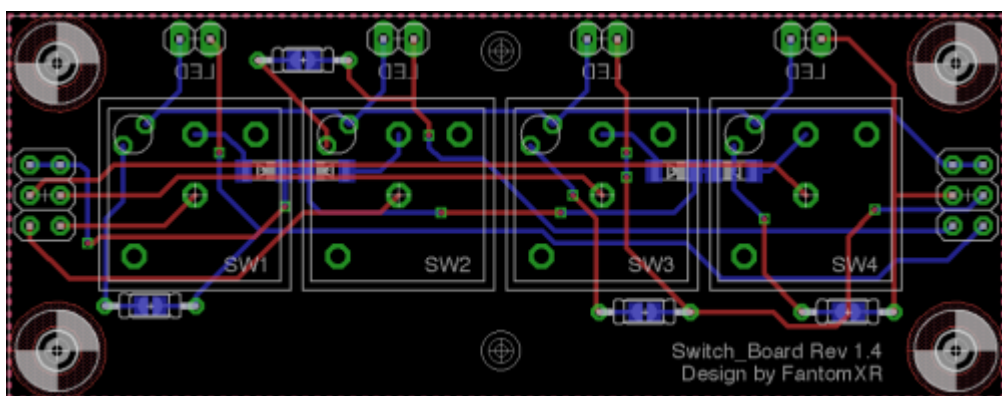 LED
LED
LED
LED
SW1
SW2
SW3
SW4
Switch_Board Rev 1.4
Design by FantomXR